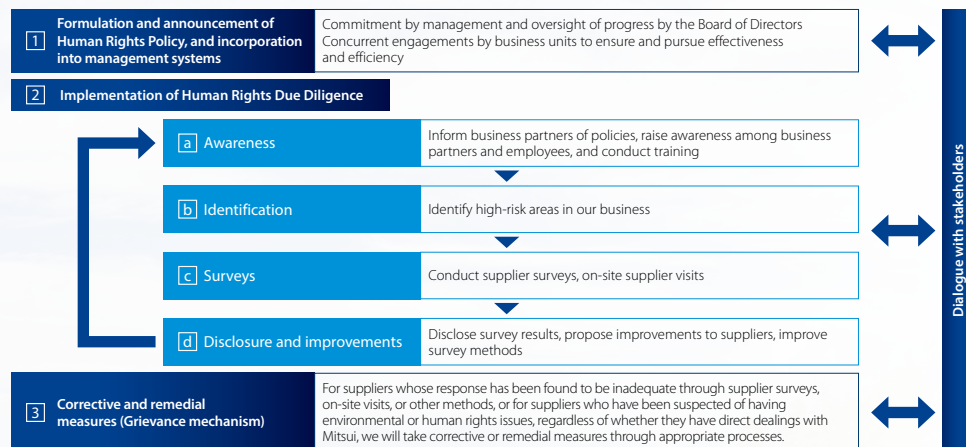 1
Formulation and announcement of
Human Rights Policy, and incorporation
into management systems
Commitment by management and oversight of progress by the Board of Directors
Concurrent engagements by business units to ensure and pursue effectiveness
and efficiency
2 Implementation of Human Rights Due Diligence
a Awareness
Inform business partners of policies, raise awareness among business
partners and employees, and conduct training
b Identification
Identify high-risk areas in our business
c Surveys
Conduct supplier surveys, on-site supplier visits
d Disclosure and improvements
Disclose survey results, propose improvements to suppliers, improve
survey methods
3
Corrective and remedial
measures (Grievance mechanism)
For suppliers whose response has been found to be inadequate through supplier surveys,
on-site visits, or other methods, or for suppliers who have been suspected of having
environmental or human rights issues, regardless of whether they have direct dealings with
Mitsui, we will take corrective or remedial measures through appropriate processes.
Dialogue with stakeholders